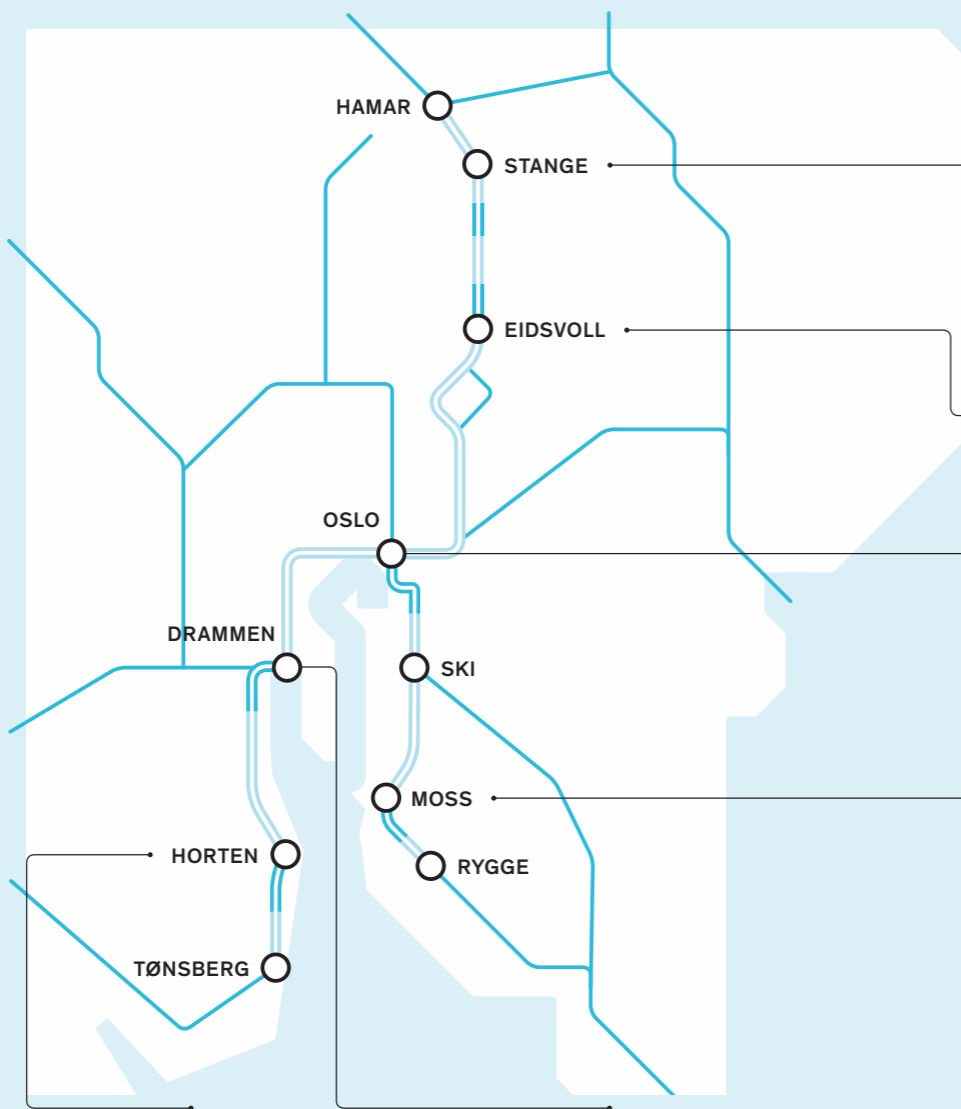 HAMAR
STANGE
EIDSVOLL
OSLO
DRAMMEN
SKI
MOSS
HORTEN
RYGGE
TØNSBERG